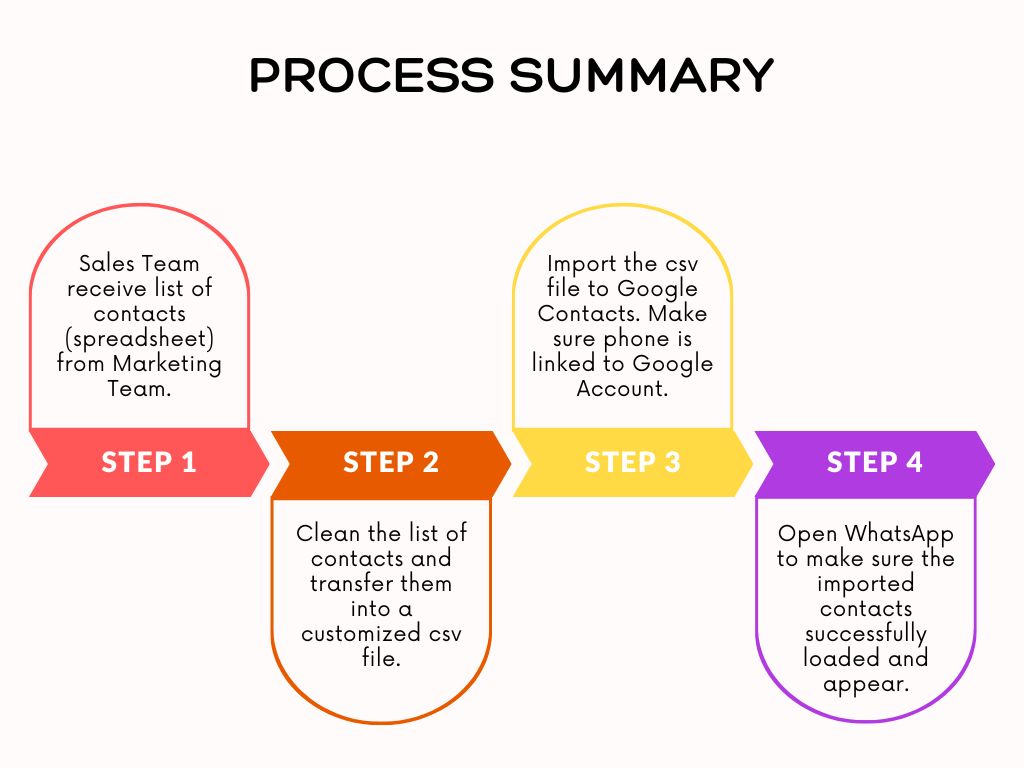 PROCESS SUMMARY
Sales Team
receive list of
contacts
(spreadsheet)
from Marketing
Team.
STEP 1
STEP 2
Clean the list of
contacts and
transfer them
into a
customized csv
file.
Import the csv
file to Google
Contacts. Make
sure phone is
linked to Google
Account.
STEP 3
STEP 4
Open WhatsApp
to make sure the
imported
contacts
successfully
loaded and
appear.